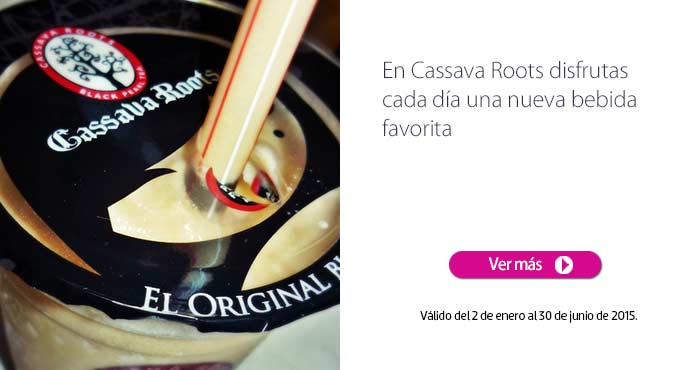 CASSAVA ROOTS
BLACK PEARL TEA
Cassava Roots
EL ORIGINAL
En Cassava Roots disfrutas
cada día una nueva bebida
favorita
Ver más
Válido del 2 de enero al 30 de junio de 2015.